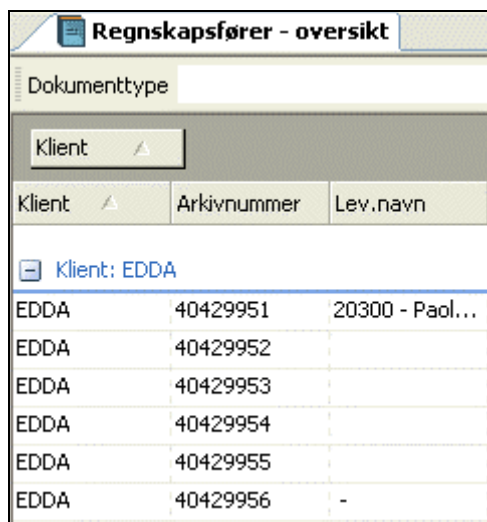 Regnskapsfører - oversikt
Dokumenttype
Klient
Klient Arkivnummer Lev.navn
Klient: EDDA
EDDA 40429951 20300 - Paol...
EDDA 40429952
EDDA 40429953
EDDA 40429954
EDDA 40429955
EDDA 40429956 -